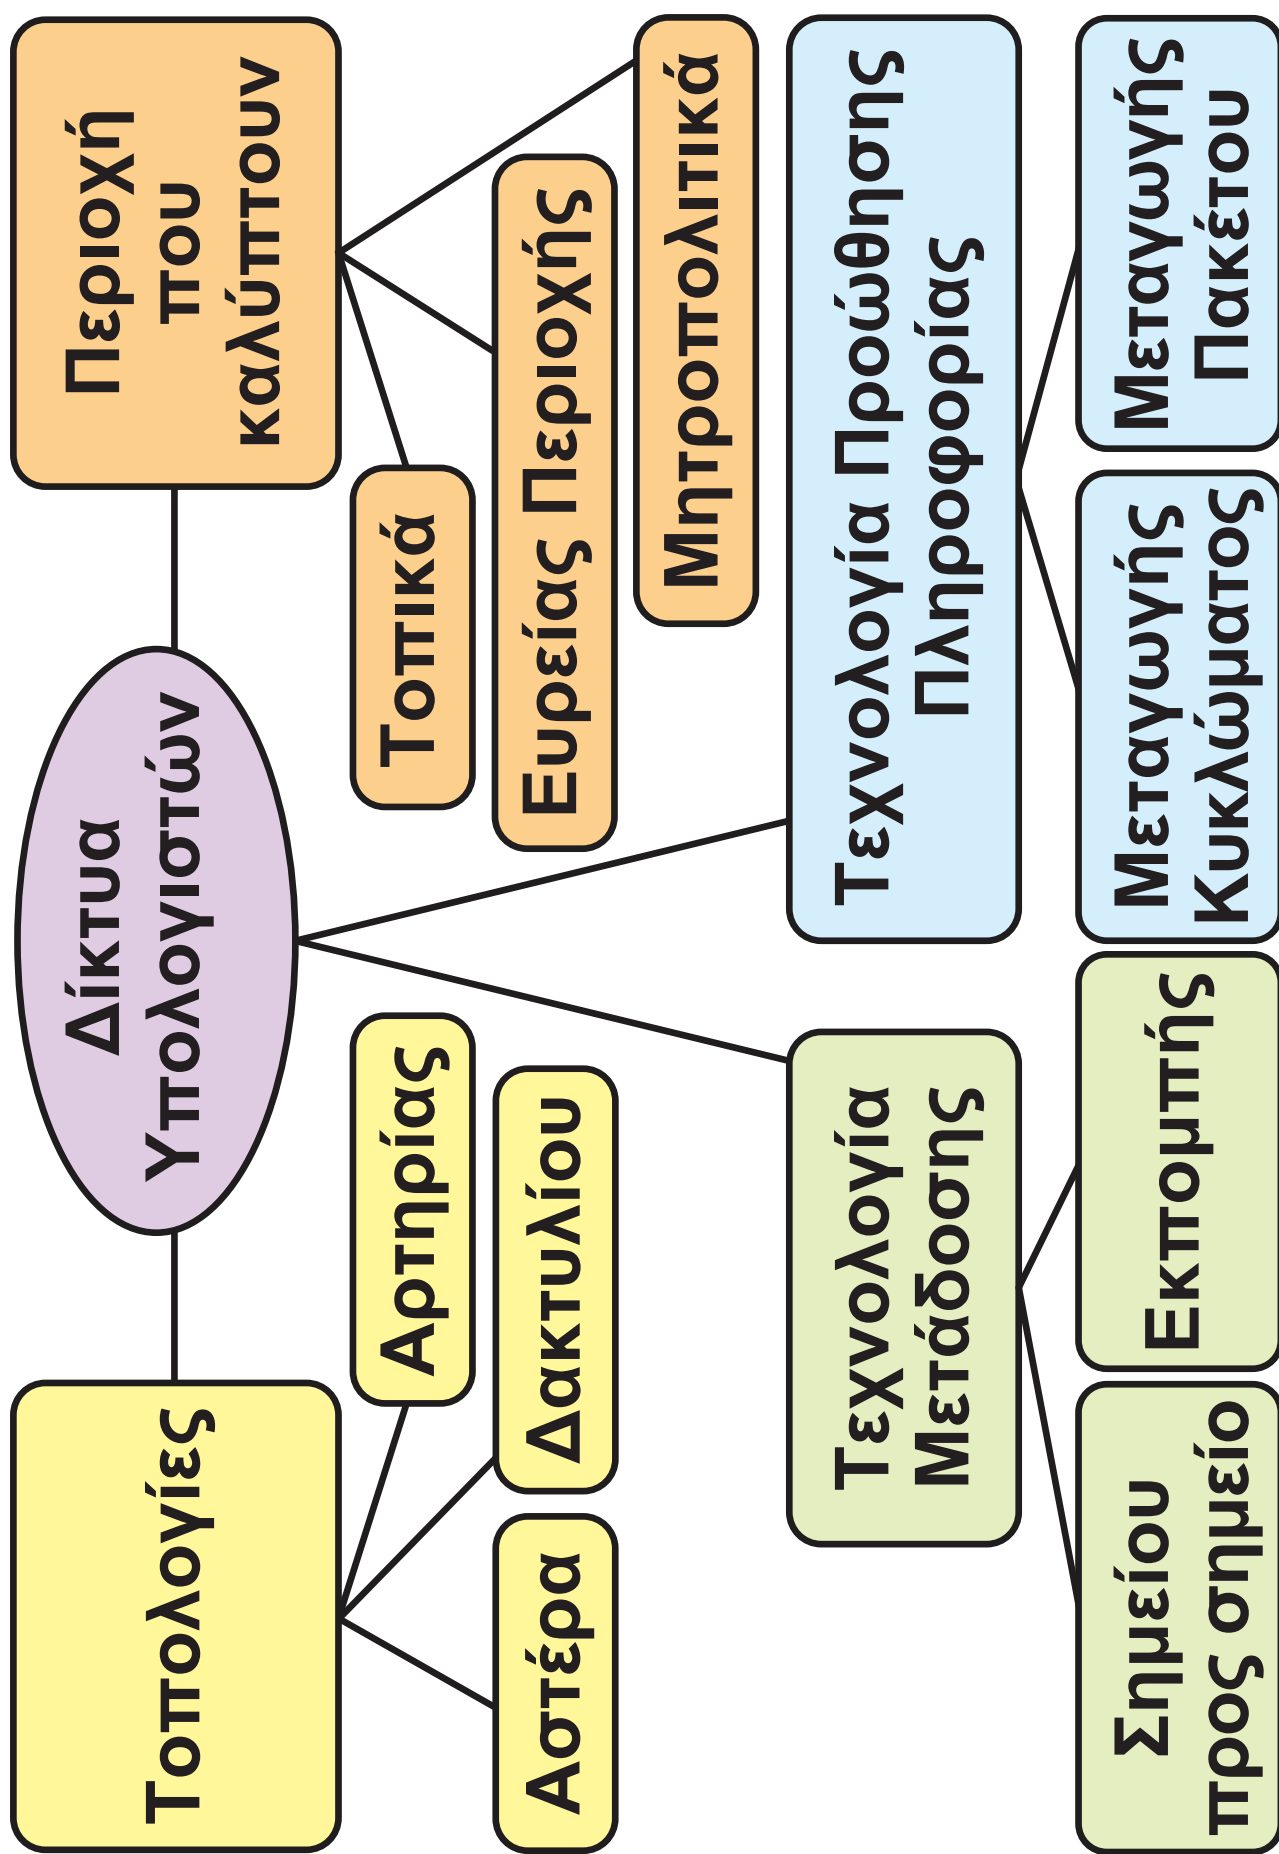 Δίκτυα
Υπολογιστών
Τοπολογίες
Αρτηρίας
Δακτυλίου
Αστέρα
Περιοχή
που
καλύπτουν
Τοπικά
Ευρείας Περιοχής
Μητροπολιτικά
Τεχνολογία
Μετάδοσης
Σημείου
προς σημείο
Εκπομπής
Τεχνολογία Προώθησης
Πληροφορίας
Μεταγωγής
Κυκλώματος
Μεταγωγής
Πακέτου